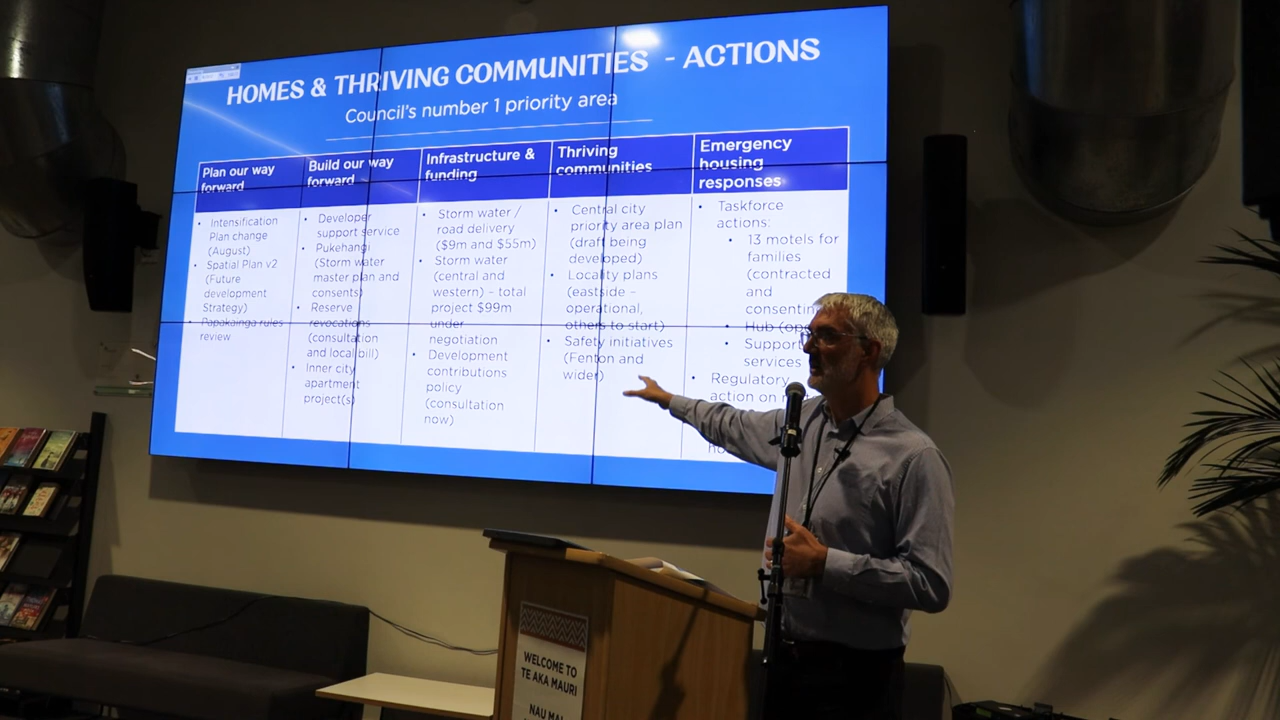 HOMES & THRIVING COMMUNITIES - ACTIONS
Council's number 1 priority area
Plan our way
forward
• Intensification
Plan change
(August)
• Spatial Plan v2
(Future
development
Strategy)
• Papakainga rules
review
Build our way
forward
• Developer
support service
• Pukehangi
(Storm water
master plan and
consents)
• Reserve
revocations
(consultation
and local bill)
• Inner city
apartment
project(s)
Infrastructure &
funding
• Storm water /
road delivery
($9m and $55m)
• Storm water
(central and
western) – total
project $99m
under
negotiation
• Development
contributions
policy
(consultation
now)
Thriving
communities
• Central city
priority area plan
(draft being
developed)
• Locality plans
(eastside –
operational,
others to start)
• Safety initiatives
(Fenton and
wider)
Emergency
housing
responses
• Taskforce
actions:
• 13 motels for
families
(contracted
and
• Hub
• Support
services
• Regulatory
action on
WELCOME TO
TE AKA MAURI
NAU MAI